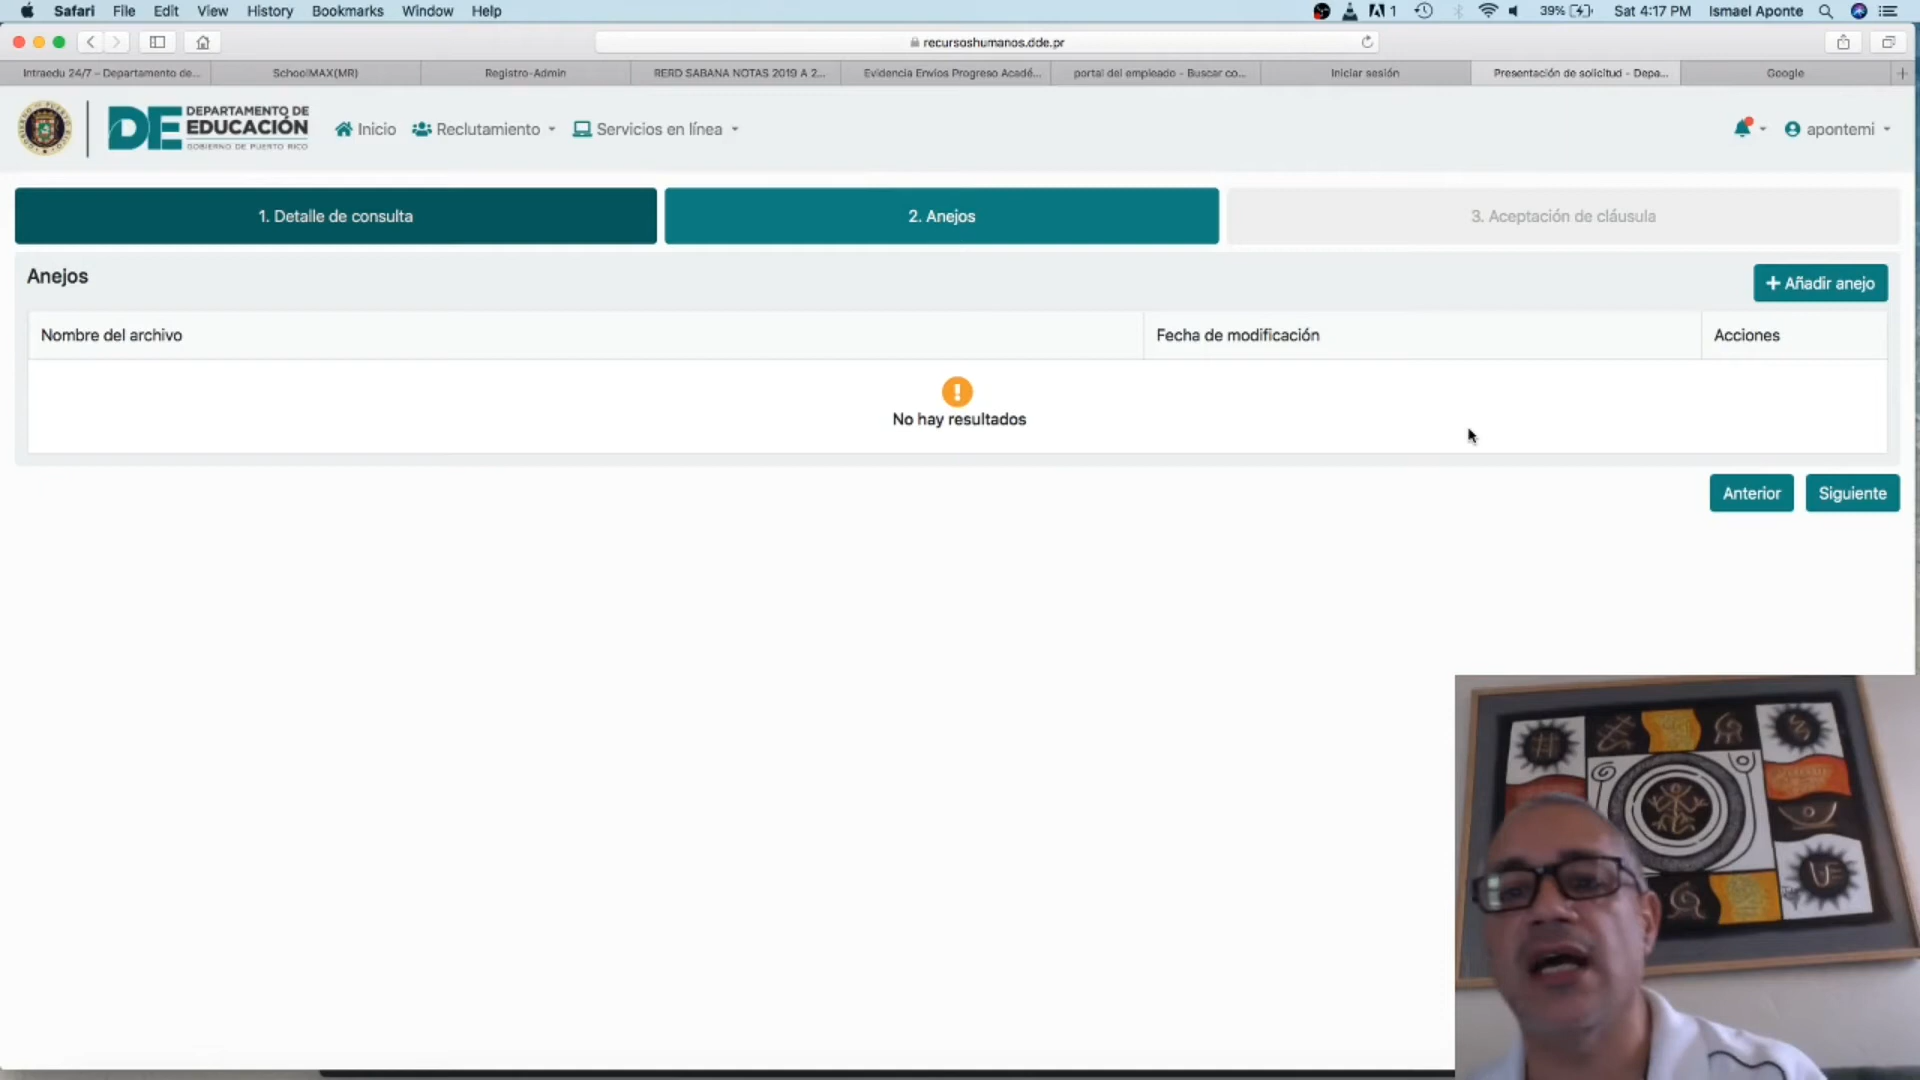 Safari File Edit View History Bookmarks Window Help
1 39% Sat 4:17 PM Ismael Aponte
recursoshumanos.dde.pr
Intraedu 24/7 – Departamento de...
SchoolMAX(MR)
Registro-Admin
RERD SABANA NOTAS 2019 A 2...
Evidencia Envíos Progreso Acadé...
portal del empleado - Buscar co...
Iniciar sesión
Presentación de solicitud - Depa...
Google
DE DEPARTAMENTO DE
EDUCACIÓN
GOBIERNO DE PUERTO RICO
Inicio Reclutamiento Servicios en línea
apontemi
1. Detalle de consulta
2. Anejos
3. Aceptación de cláusula
Anejos
+ Añadir anejo
Nombre del archivo Fecha de modificación Acciones
!
No hay resultados
Anterior Siguiente